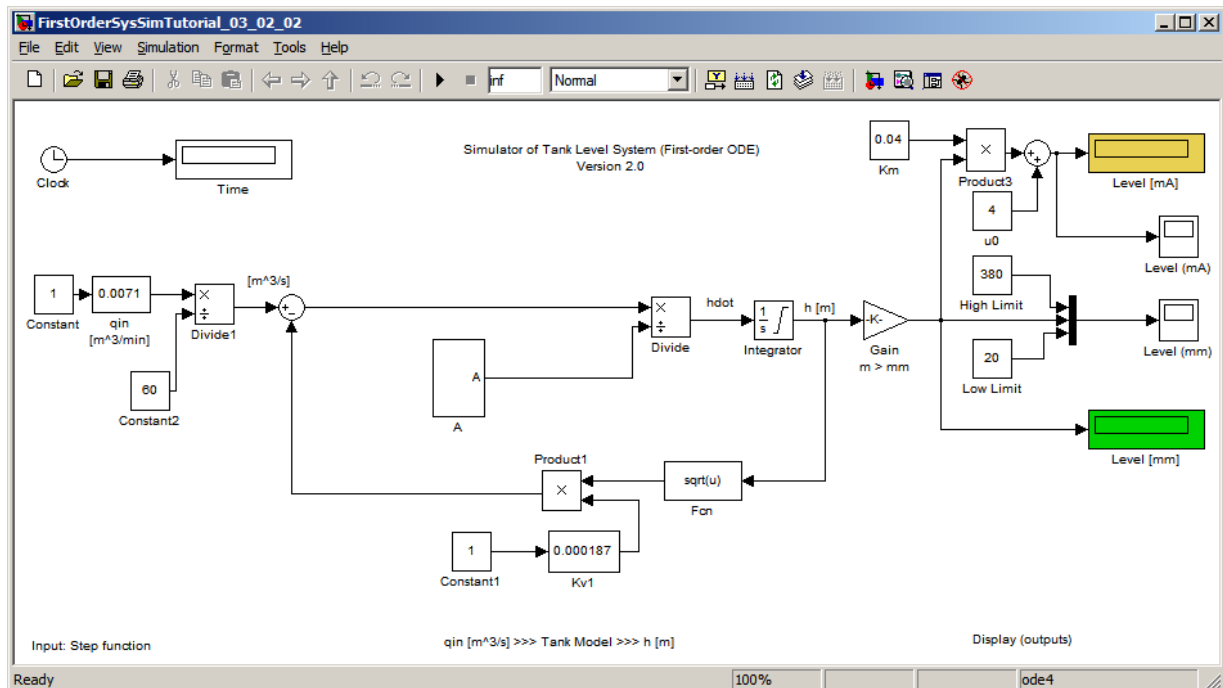 FirstOrderSysSimTutorial_03_02_02
File Edit View Simulation Format Tools Help
inf
Normal
Clock
Time
Simulator of Tank Level System (First-order ODE)
Version 2.0
0.04
Km
×
Product3
+
+
Level [mA]
4
u0
Level (mA)
1
Constant
0.0071
qin
[m^3/min]
×
÷
Divide1
[m^3/s]
+
−
60
Constant2
A
A
×
÷
Divide
hdot
1
s
Integrator
h [m]
-K-
Gain
m > mm
380
High Limit
20
Low Limit
Level (mm)
Level [mm]
Product1
×
sqrt(u)
Fcn
1
Constant1
0.000187
Kv1
Input: Step function
qin [m^3/s] >>> Tank Model >>> h [m]
Display (outputs)
Ready
100%
ode4